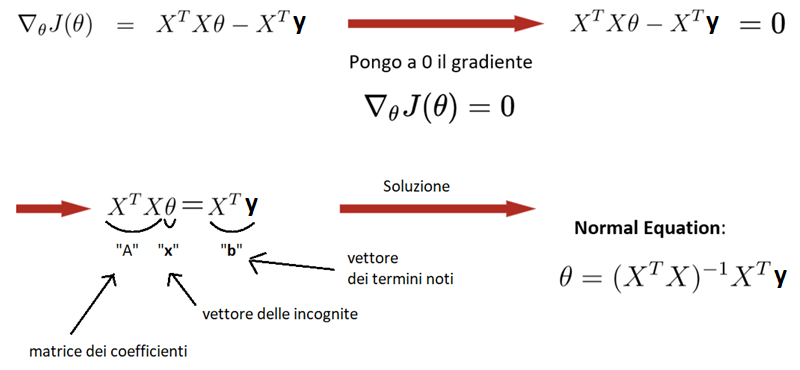 ∇θJ(θ) = XᵀXθ − Xᵀy
XᵀXθ − Xᵀy = 0
Pongo a 0 il gradiente
∇θJ(θ) = 0
XᵀXθ = Xᵀy
"A" "x" "b"
Soluzione
vettore
dei termini noti
vettore delle incognite
matrice dei coefficienti
Normal Equation:
θ = (XᵀX)⁻¹Xᵀy